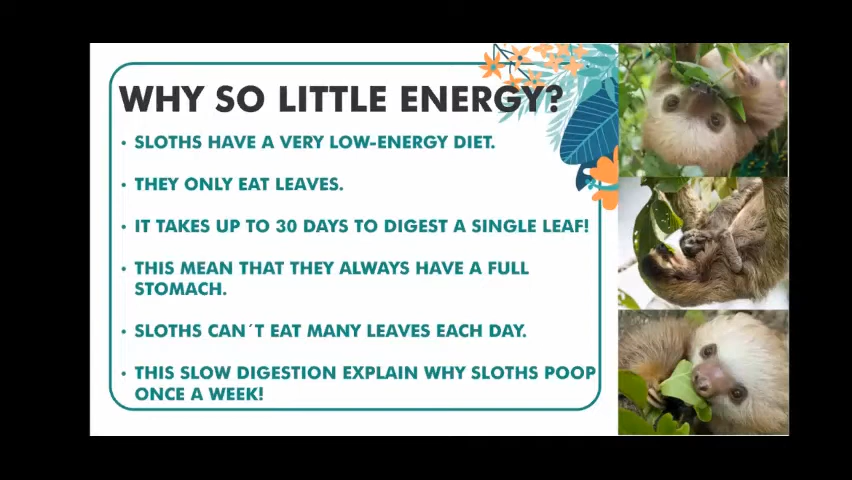 WHY SO LITTLE ENERGY?
• SLOTHS HAVE A VERY LOW-ENERGY DIET.
• THEY ONLY EAT LEAVES.
• IT TAKES UP TO 30 DAYS TO DIGEST A SINGLE LEAF!
• THIS MEAN THAT THEY ALWAYS HAVE A FULL
STOMACH.
• SLOTHS CAN´T EAT MANY LEAVES EACH DAY.
• THIS SLOW DIGESTION EXPLAIN WHY SLOTHS POOP
ONCE A WEEK!